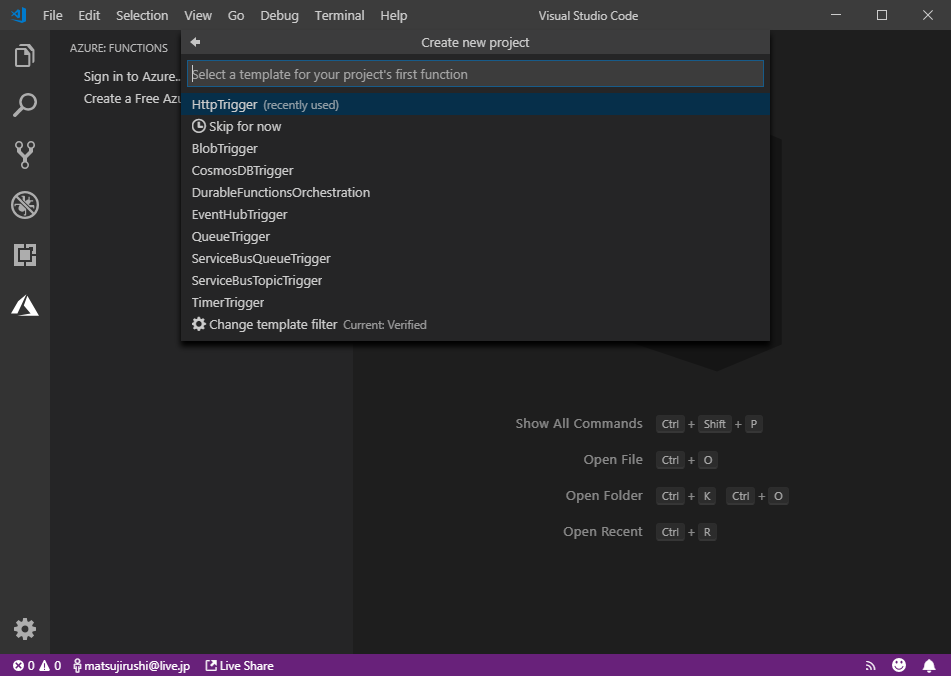 File Edit Selection View Go Debug Terminal Help Visual Studio Code
AZURE: FUNCTIONS
Sign in to Azure..
Create a Free Azu
Create new project
Select a template for your project's first function
HttpTrigger (recently used)
Skip for now
BlobTrigger
CosmosDBTrigger
DurableFunctionsOrchestration
EventHubTrigger
QueueTrigger
ServiceBusQueueTrigger
ServiceBusTopicTrigger
TimerTrigger
Change template filter Current: Verified
Show All Commands Ctrl + Shift + P
Open File Ctrl + O
Open Folder Ctrl + K Ctrl + O
Open Recent Ctrl + R
0 0 matsujirushi@live.jp Live Share